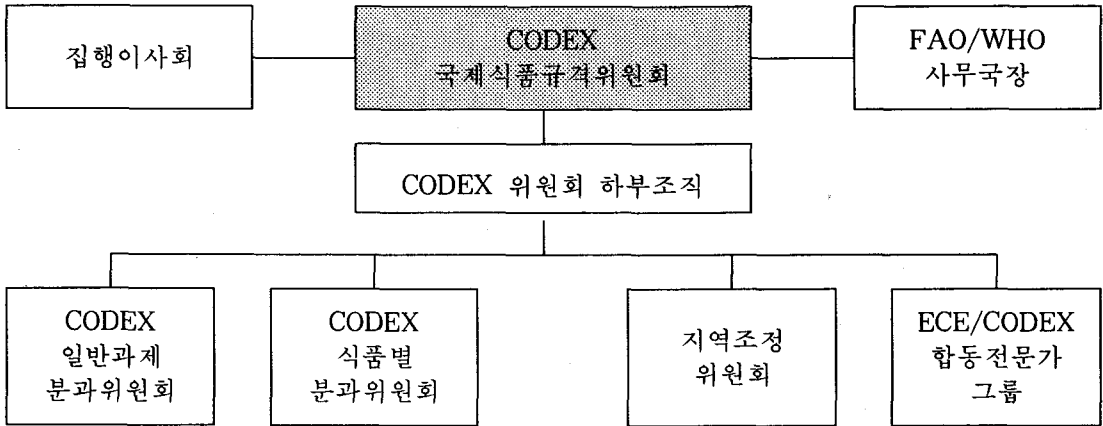 집행이사회
CODEX
국제식품규격위원회
FAO/WHO
사무국장
CODEX 위원회 하부조직
CODEX
일반과제
분과위원회
CODEX
식품별
분과위원회
지역조정
위원회
ECE/CODEX
합동전문가
그룹